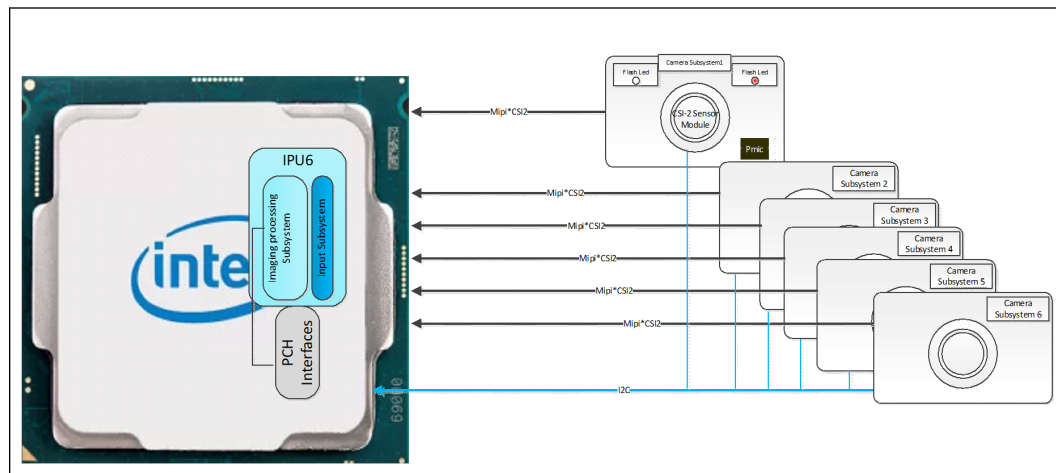 Camera Subsystem1
Flash Led
Flash Led
CSI-2 Sensor
Module
Pmic
Mipi*CSI2
IPU6
Imaging processing
Subsystem
Input Subsystem
inte
PCH
Interfaces
Mipi*CSI2
Camera
Subsystem 2
Mipi*CSI2
Camera
Subsystem 3
Mipi*CSI2
Camera
Subsystem 4
Mipi*CSI2
Camera
Subsystem 5
Mipi*CSI2
Camera
Subsystem 6
I2C